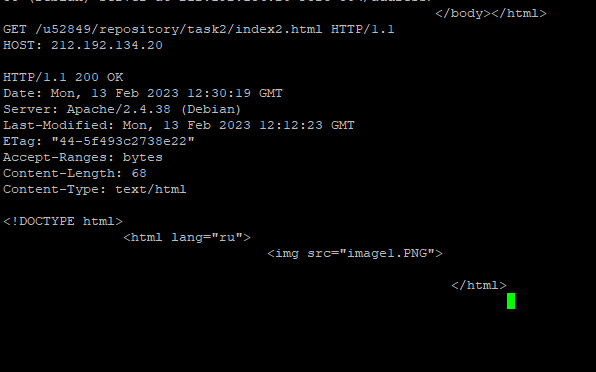 </body></html>
GET /u52849/repository/task2/index2.html HTTP/1.1
HOST: 212.192.134.20
HTTP/1.1 200 OK
Date: Mon, 13 Feb 2023 12:30:19 GMT
Server: Apache/2.4.38 (Debian)
Last-Modified: Mon, 13 Feb 2023 12:12:23 GMT
ETag: "44-5f493c2738e22"
Accept-Ranges: bytes
Content-Length: 68
Content-Type: text/html
<!DOCTYPE html>
<html lang="ru">
<img src="image1.PNG">
</html>